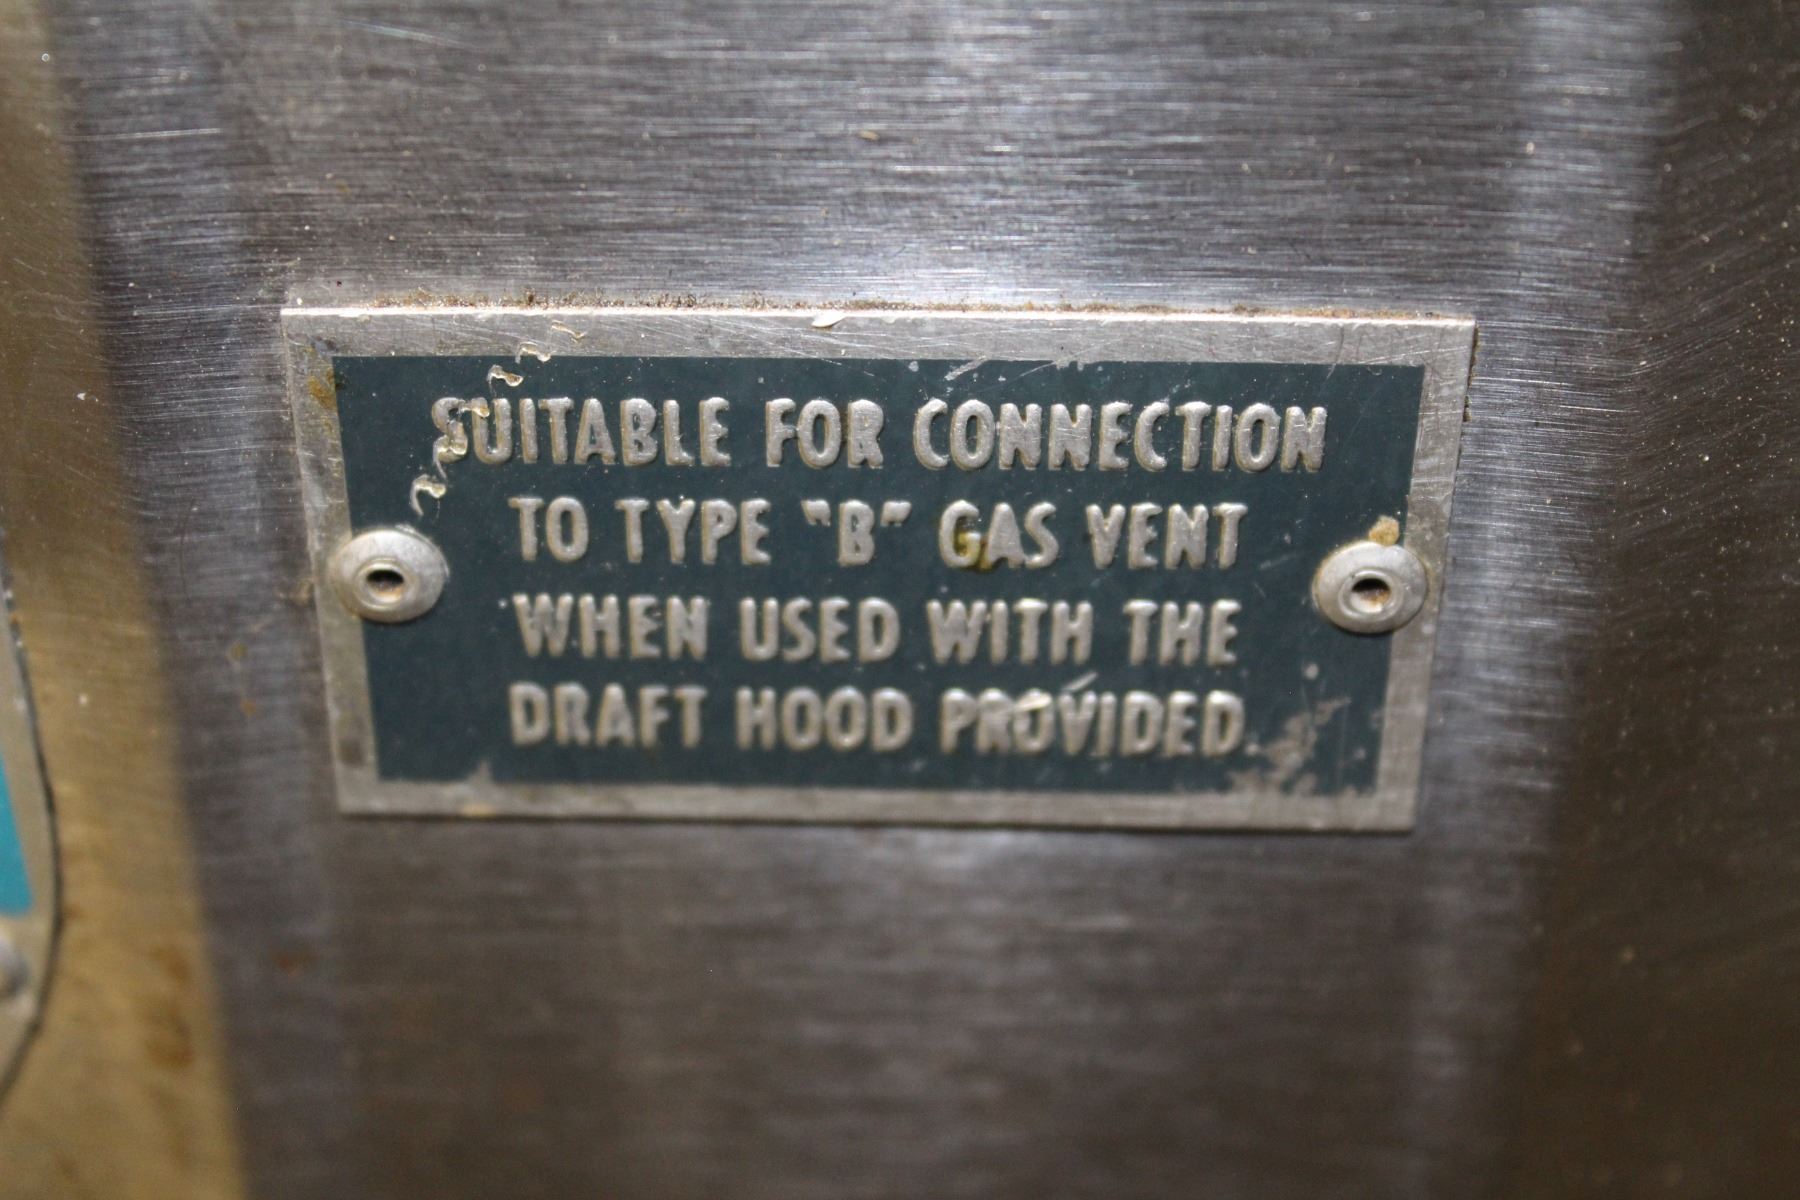 SUITABLE FOR CONNECTION
TO TYPE "B" GAS VENT
WHEN USED WITH THE
DRAFT HOOD PROVIDED